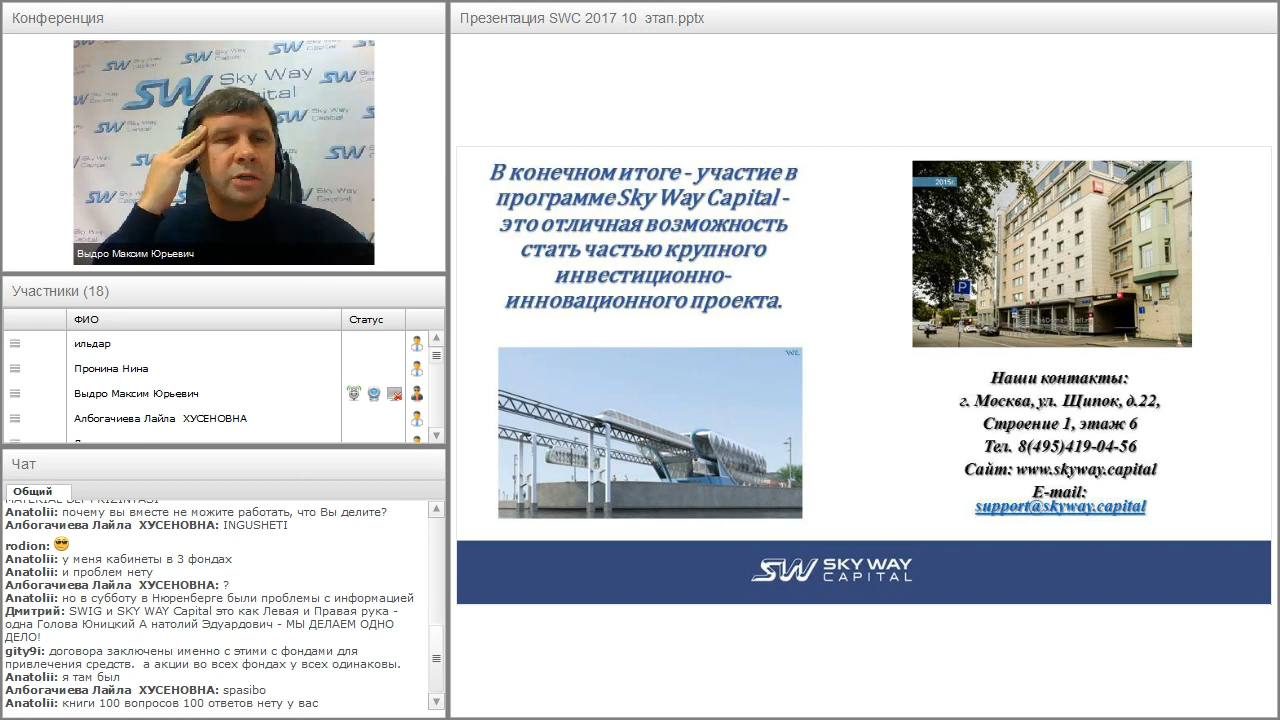 Конференция
SW
Sky Way
Capital
Выдро Максим Юрьевич
Участники (18)
ФИО
Статус
ильдар
Пронина Нина
Выдро Максим Юрьевич
Албогачиева Лайла ХУСЕНОВНА
Чат
Общий
Anatolii: почему вы вместе не можите работать, что Вы делите?
Албогачиева Лайла ХУСЕНОВНА: INGUSHETI
rodion:
Anatolii: у меня кабинеты в 3 фондах
Anatolii: и проблем нету
Албогачиева Лайла ХУСЕНОВНА: ?
Anatolii: но в субботу в Нюренберге были проблемы с информацией
Дмитрий: SWIG и SKY WAY Capital это как Левая и Правая рука -
одна Голова Юницкий А натолий Эдуардович - МЫ ДЕЛАЕМ ОДНО
ДЕЛО!
gity9i: договора заключены именно с этими с фондами для
привлечения средств. а акции во всех фондах у всех одинаковы.
Anatolii: я там был
Албогачиева Лайла ХУСЕНОВНА: spasibo
Anatolii: книги 100 вопросов 100 ответов нету у вас
Презентация SWC 2017 10 этап.pptx
В конечном итоге - участие в
программе Sky Way Capital -
это отличная возможность
стать частью крупного
инвестиционно-
инновационного проекта.
2015г
P
Наши контакты:
г. Москва, ул. Щипок, д.22,
Строение 1, этаж 6
Тел. 8(495)419-04-56
Сайт: www.skyway.capital
E-mail:
support@skyway.capital
SW SKY WAY
CAPITAL